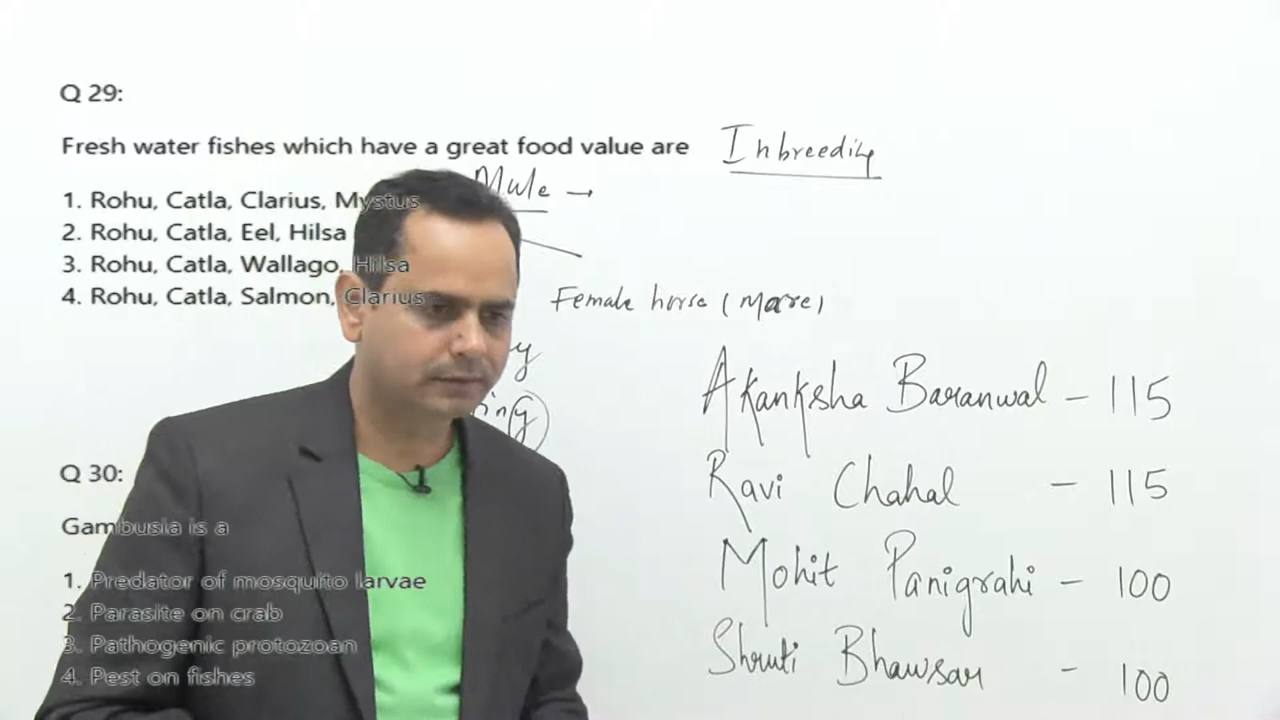 Q 29:
Fresh water fishes which have a great food value are
Inbreeding
Mule →
1. Rohu, Catla, Clarius, Mystus
2. Rohu, Catla, Eel, Hilsa
3. Rohu, Catla, Wallago, Hilsa
4. Rohu, Catla, Salmon, Clarius
Female horse (Mare)
Akanksha Baranwal - 115
Ravi Chahal - 115
Q 30:
Gambusia is a
Mohit Panigrahi - 100
1. Predator of mosquito larvae
2. Parasite on crab
3. Pathogenic protozoan
4. Pest on fishes
Shruti Bhawsar - 100